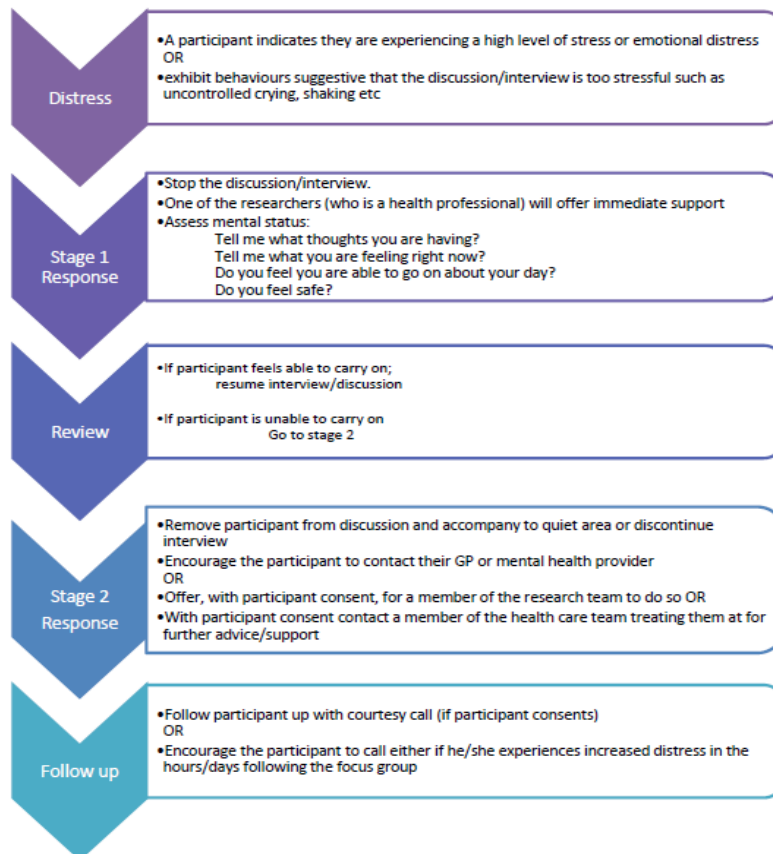 Distress
•A participant indicates they are experiencing a high level of stress or emotional distress
OR
•exhibit behaviours suggestive that the discussion/interview is too stressful such as
uncontrolled crying, shaking etc
Stage 1
Response
•Stop the discussion/interview.
•One of the researchers (who is a health professional) will offer immediate support
•Assess mental status:
Tell me what thoughts you are having?
Tell me what you are feeling right now?
Do you feel you are able to go on about your day?
Do you feel safe?
Review
•If participant feels able to carry on;
resume interview/discussion
•If participant is unable to carry on
Go to stage 2
Stage 2
Response
•Remove participant from discussion and accompany to quiet area or discontinue
interview
•Encourage the participant to contact their GP or mental health provider
OR
•Offer, with participant consent, for a member of the research team to do so OR
•With participant consent contact a member of the health care team treating them at for
further advice/support
Follow up
•Follow participant up with courtesy call (if participant consents)
OR
•Encourage the participant to call either if he/she experiences increased distress in the
hours/days following the focus group